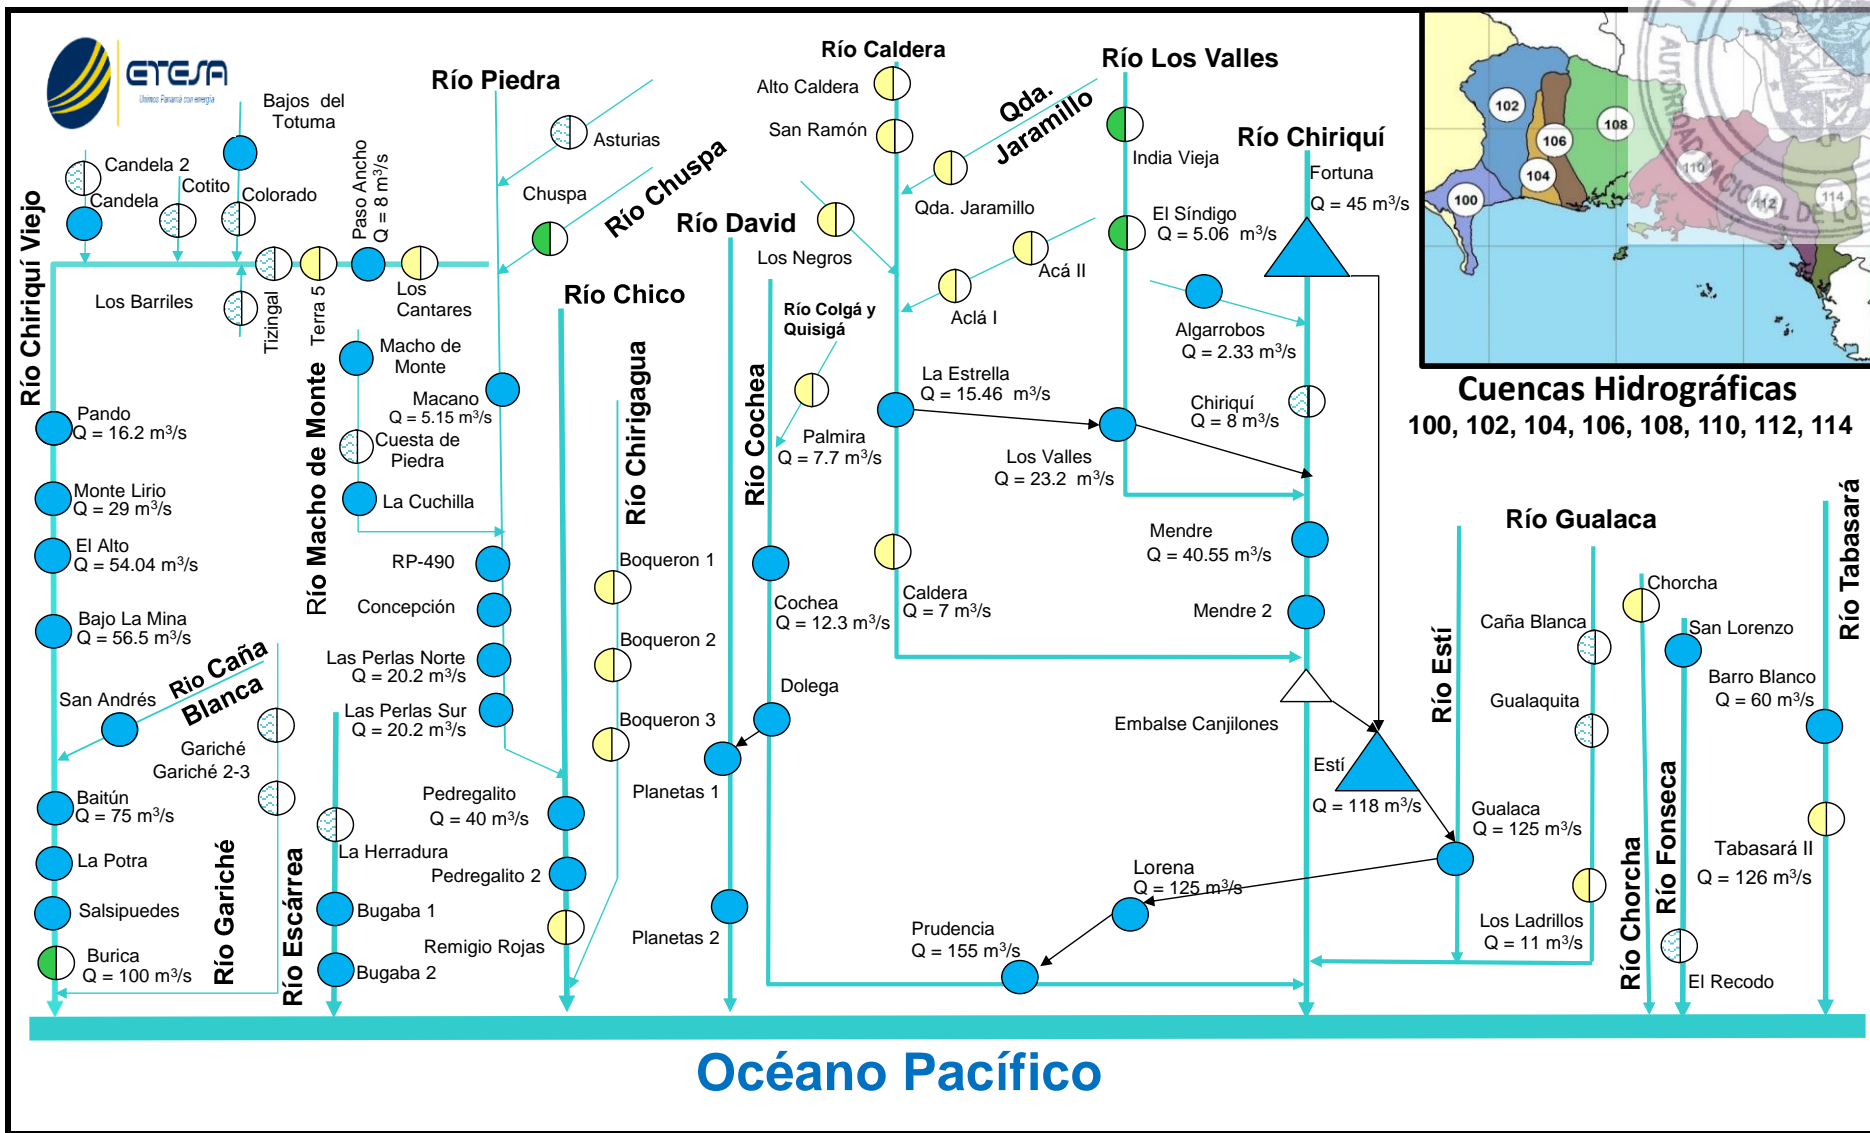 ETESA
Unimos Panamá con energía
Bajos del
Totuma
Río Piedra
Río Caldera
Río Los Valles
Alto Caldera
San Ramón
Qda.
Jaramillo
Río Chiriquí
Asturias
Candela 2
Candela
Cotito
Colorado
Paso Ancho
Q = 8 m³/s
Chuspa
Río Chuspa
India Vieja
Fortuna
Q = 45 m³/s
Qda. Jaramillo
El Síndigo
Q = 5.06 m³/s
Río Chiriquí Viejo
Río David
Los Negros
Acá II
Los Barriles
Tizingal
Terra 5
Los
Cantares
Río Chico
Río Colgá y
Quisigá
Aclá I
Algarrobos
Q = 2.33 m³/s
Macho de
Monte
Río Macho de Monte
Macano
Q = 5.15 m³/s
La Estrella
Q = 15.46 m³/s
Chiriquí
Q = 8 m³/s
102
106
108
104
100
110
112
114
Cuencas Hidrográficas
100, 102, 104, 106, 108, 110, 112, 114
Pando
Q = 16.2 m³/s
Cuesta de
Piedra
Río Chirigagua
Río Cochea
Palmira
Q = 7.7 m³/s
Los Valles
Q = 23.2 m³/s
Monte Lirio
Q = 29 m³/s
La Cuchilla
El Alto
Q = 54.04 m³/s
RP-490
Boqueron 1
Mendre
Q = 40.55 m³/s
Río Gualaca
Río Tabasará
Concepción
Cochea
Q = 12.3 m³/s
Caldera
Q = 7 m³/s
Mendre 2
Chorcha
Bajo La Mina
Q = 56.5 m³/s
Boqueron 2
Caña Blanca
San Lorenzo
Rio Caña
Blanca
Las Perlas Norte
Q = 20.2 m³/s
Dolega
Río Estí
Barro Blanco
Q = 60 m³/s
San Andrés
Las Perlas Sur
Q = 20.2 m³/s
Boqueron 3
Embalse Canjilones
Gualaquita
Gariché
Gariché 2-3
Planetas 1
Estí
Q = 118 m³/s
Baitún
Q = 75 m³/s
Pedregalito
Q = 40 m³/s
Gualaca
Q = 125 m³/s
Río Chorcha
Río Fonseca
La Herradura
La Potra
Pedregalito 2
Lorena
Q = 125 m³/s
Tabasará II
Q = 126 m³/s
Río Gariché
Río Escárrea
Salsipuedes
Bugaba 1
Remigio Rojas
Planetas 2
Prudencia
Q = 155 m³/s
Los Ladrillos
Q = 11 m³/s
Burica
Q = 100 m³/s
Bugaba 2
El Recodo
Océano Pacífico